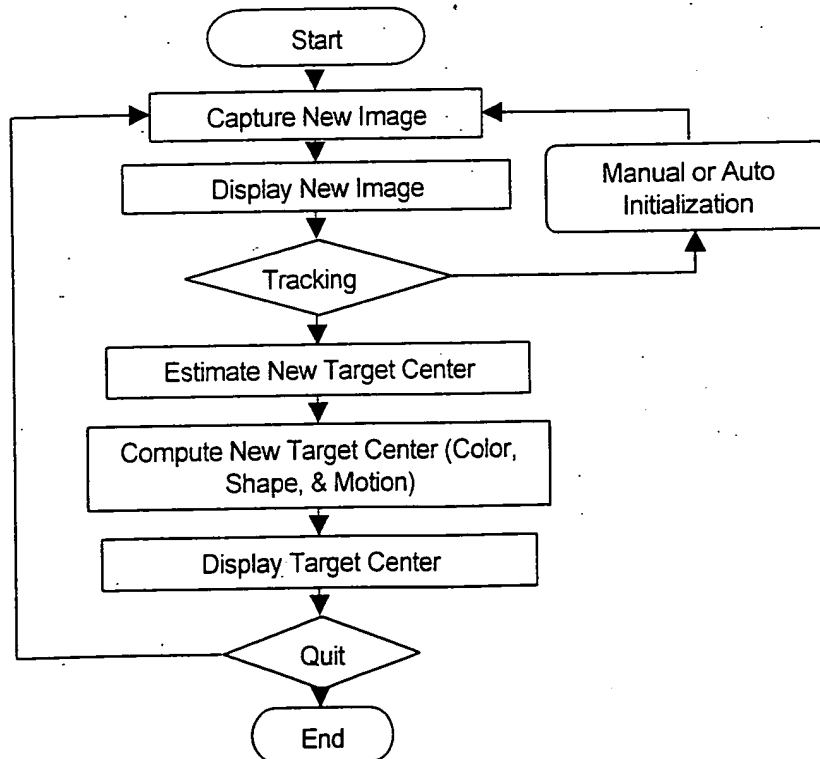 Start
Capture New Image
Display New Image
Manual or Auto
Initialization
Tracking
Estimate New Target Center
Compute New Target Center (Color,
Shape, & Motion)
Display Target Center
Quit
End